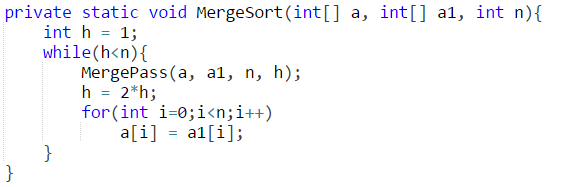 private static void MergeSort(int[] a, int[] a1, int n){
    int h = 1;
    while(h<n){
        MergePass(a, a1, n, h);
        h = 2*h;
        for(int i=0;i<n;i++)
            a[i] = a1[i];
    }
}